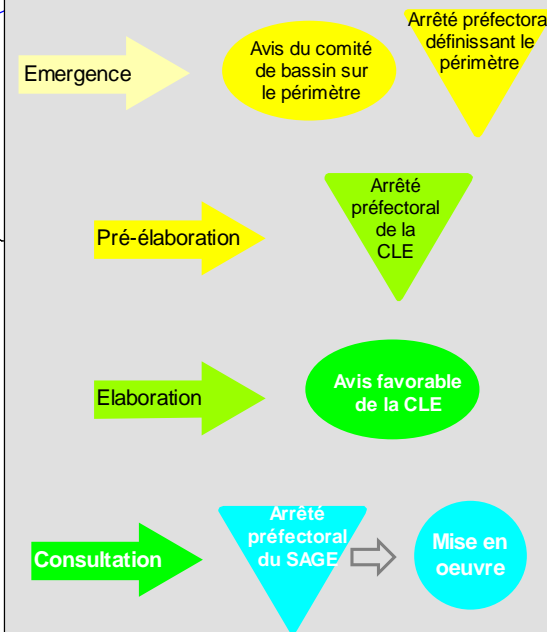 Emergence
Avis du comité
de bassin sur
le périmètre
Arrêté préfectora
définissant le
périmètre
Pré-élaboration
Arrêté
préfectoral
de la
CLE
Elaboration
Avis favorable
de la CLE
Consultation
Arrêté
préfectoral
du SAGE
Mise en
oeuvre